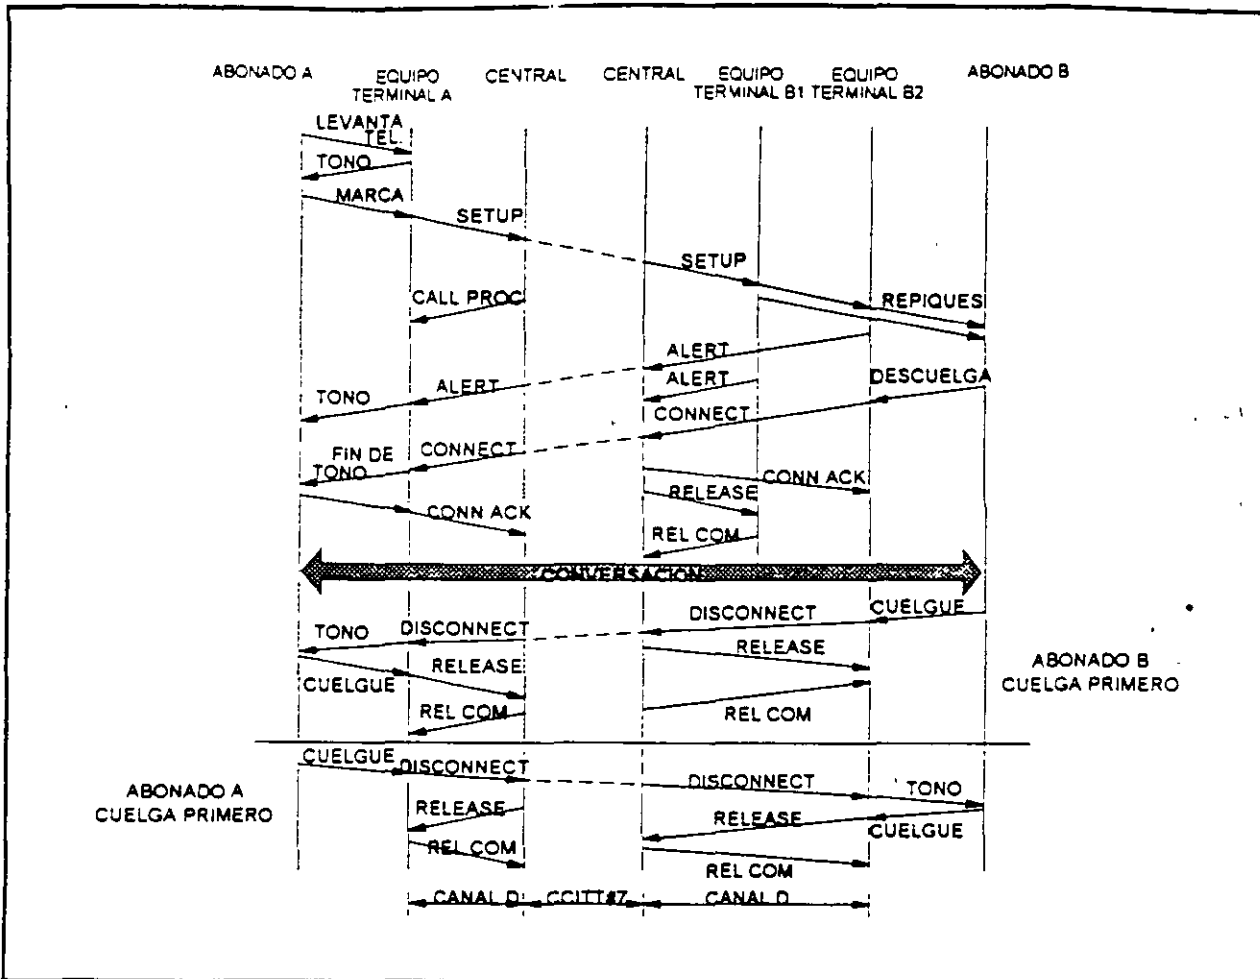 ABONADO A
EQUIPO
TERMINAL A
CENTRAL
CENTRAL
EQUIPO
TERMINAL B1
EQUIPO
TERMINAL B2
ABONADO B
LEVANTA
TEL.
TONO
MARCA
SETUP
SETUP
CALL PROC
REPIQUES
ALERT
ALERT
DESCUELGA
TONO
ALERT
CONNECT
FIN DE
TONO
CONNECT
CONN ACK
RELEASE
CONN ACK
REL COM
CONVERSACION
CUELGUE
DISCONNECT
TONO
DISCONNECT
RELEASE
RELEASE
CUELGUE
ABONADO B
CUELGA PRIMERO
REL COM
REL COM
CUELGUE
DISCONNECT
DISCONNECT
TONO
ABONADO A
CUELGA PRIMERO
RELEASE
RELEASE
CUELGUE
REL COM
REL COM
CANAL D
CCITT#7
CANAL D